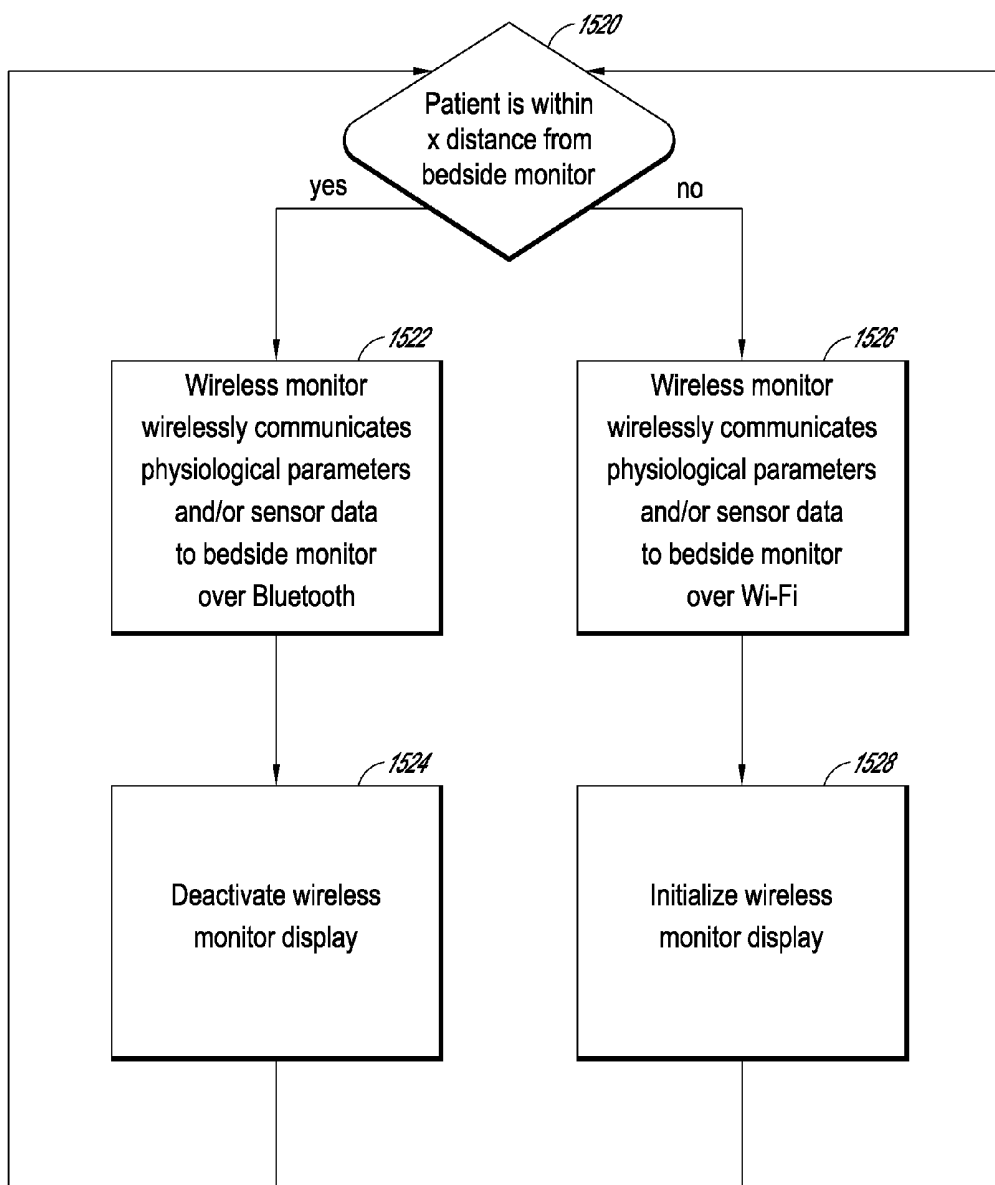 1520
Patient is within
x distance from
bedside monitor
yes
no
1522
Wireless monitor
wirelessly communicates
physiological parameters
and/or sensor data
to bedside monitor
over Bluetooth
1526
Wireless monitor
wirelessly communicates
physiological parameters
and/or sensor data
to bedside monitor
over Wi-Fi
1524
Deactivate wireless
monitor display
1528
Initialize wireless
monitor display